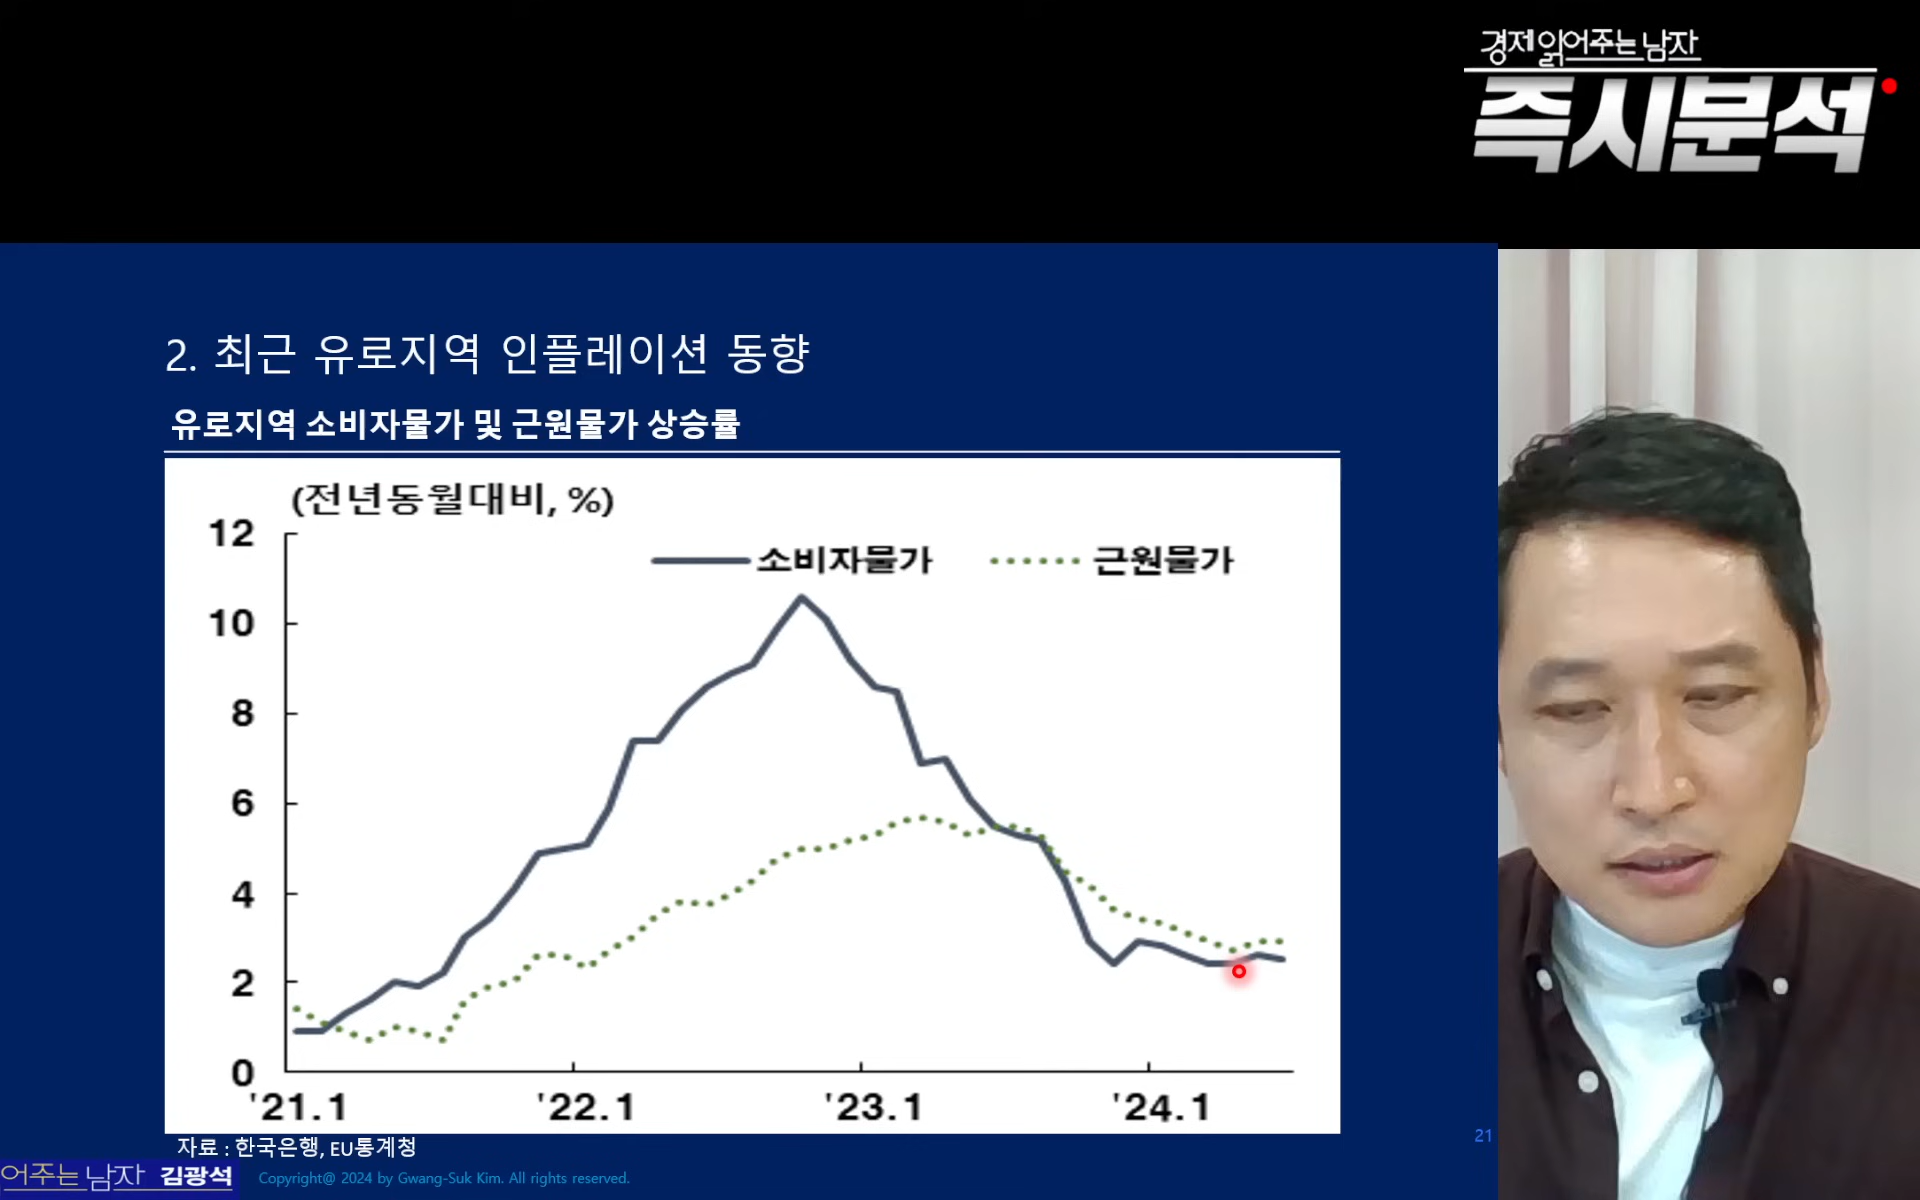 경제읽어주는남자
즉시분석
2. 최근 유로지역 인플레이션 동향
유로지역 소비자물가 및 근원물가 상승률
(전년동월대비, %)
소비자물가
근원물가
12
10
8
6
4
2
0
'21.1
'22.1
'23.1
'24.1
자료 : 한국은행, EU통계청
21
어주는남자 김광석
Copyright@ 2024 by Gwang-Suk Kim. All rights reserved.